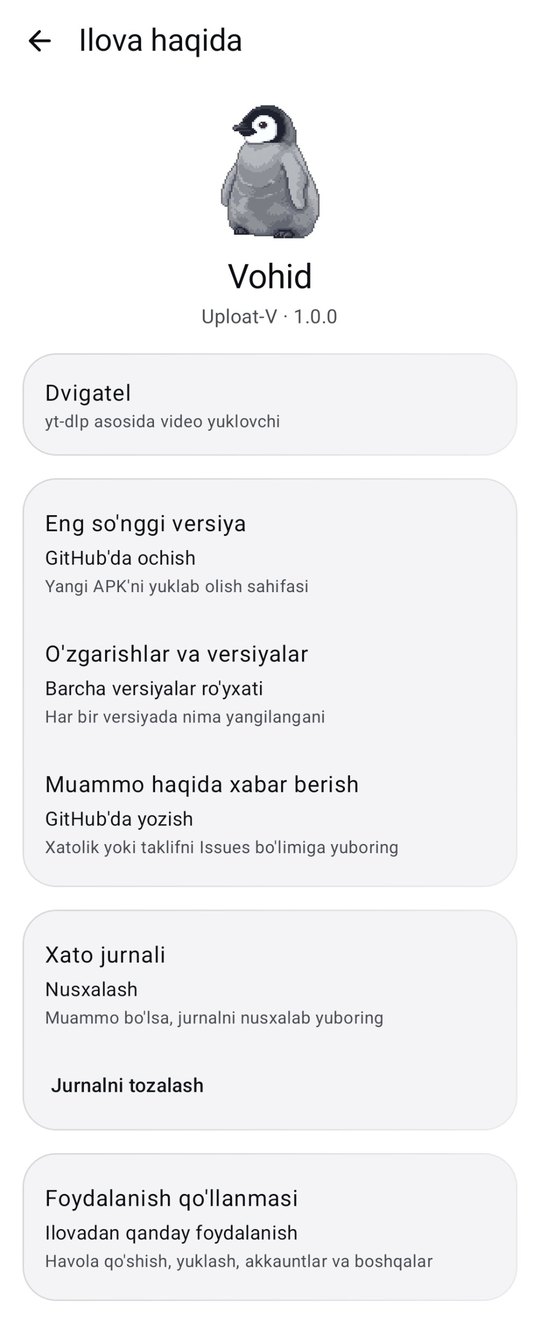 Ilova haqida
Vohid
Uploat-V · 1.0.0
Dvigatel
yt-dlp asosida video yuklovchi
Eng so'nggi versiya
GitHub'da ochish
Yangi APK'ni yuklab olish sahifasi
O'zgarishlar va versiyalar
Barcha versiyalar ro'yxati
Har bir versiyada nima yangilangani
Muammo haqida xabar berish
GitHub'da yozish
Xatolik yoki taklifni Issues bo'limiga yuboring
Xato jurnali
Nusxalash
Muammo bo'lsa, jurnalni nusxalab yuboring
Jurnalni tozalash
Foydalanish qo'llanmasi
Ilovadan qanday foydalanish
Havola qo'shish, yuklash, akkauntlar va boshqalar